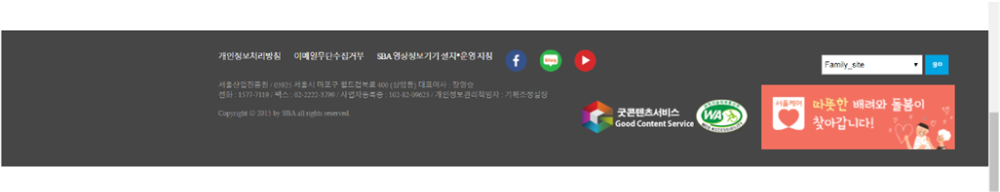 개인정보처리방침 이메일무단수집거부 SBA 영상정보기기 설치*운영 지침
blog
Family_site
go
서울산업진흥원 / 03923 서울시 마포구 월드컵북로 400 (상암동) 대표이사 : 장영승
전화 : 1577-7119 / 팩스 : 02-2222-3799 / 사업자등록증 : 102-82-09623 / 개인정보관리책임자 : 기획조정실장
Copyright © 2015 by SBA all rights reserved.
굿콘텐츠서비스
Good Content Service
WA
WEB ACCESSIBILITY
서울케어
따뜻한 배려와 돌봄이
찾아갑니다!